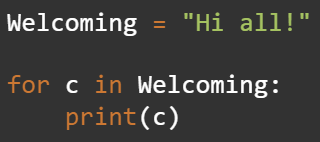 Welcoming = "Hi all!"
for c in Welcoming:
    print(c)